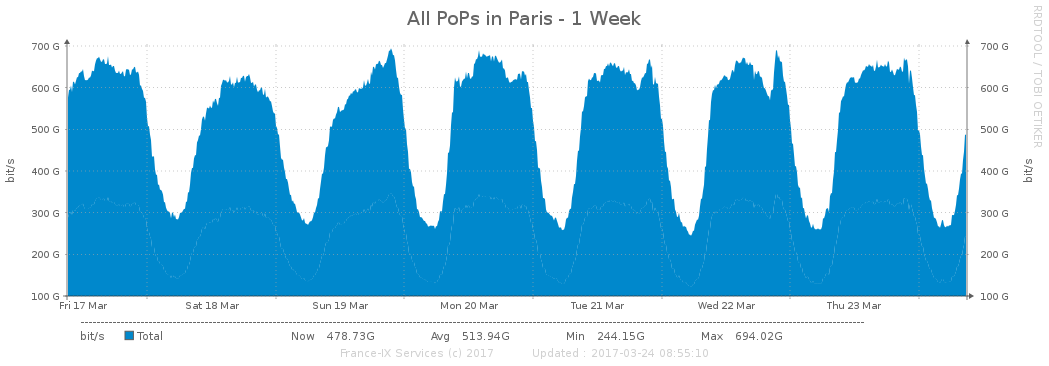 All PoPs in Paris - 1 Week
RRDTOOL / TOBI OETIKER
700 G 700 G
600 G 600 G
500 G 500 G
400 G 400 G
300 G 300 G
200 G 200 G
100 G 100 G
bit/s bit/s
Fri 17 Mar Sat 18 Mar Sun 19 Mar Mon 20 Mar Tue 21 Mar Wed 22 Mar Thu 23 Mar
bit/s Total Now 478.73G Avg 513.94G Min 244.15G Max 694.02G
France-IX Services (c) 2017 Updated : 2017-03-24 08:55:10